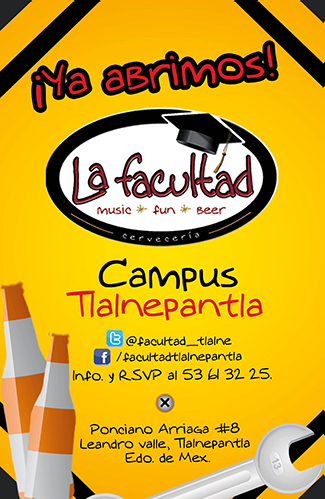 ¡Ya abrimos!
La facultad
music * fun * Beer
cervecería
Campus
Tlalnepantla
@facultad_tlalne
/facultadtlalnepantla
Info. y RSVP al 53 61 32 25.
Ponciano Arriaga #8
Leandro valle, Tlalnepantla
Edo. de Mex.
13